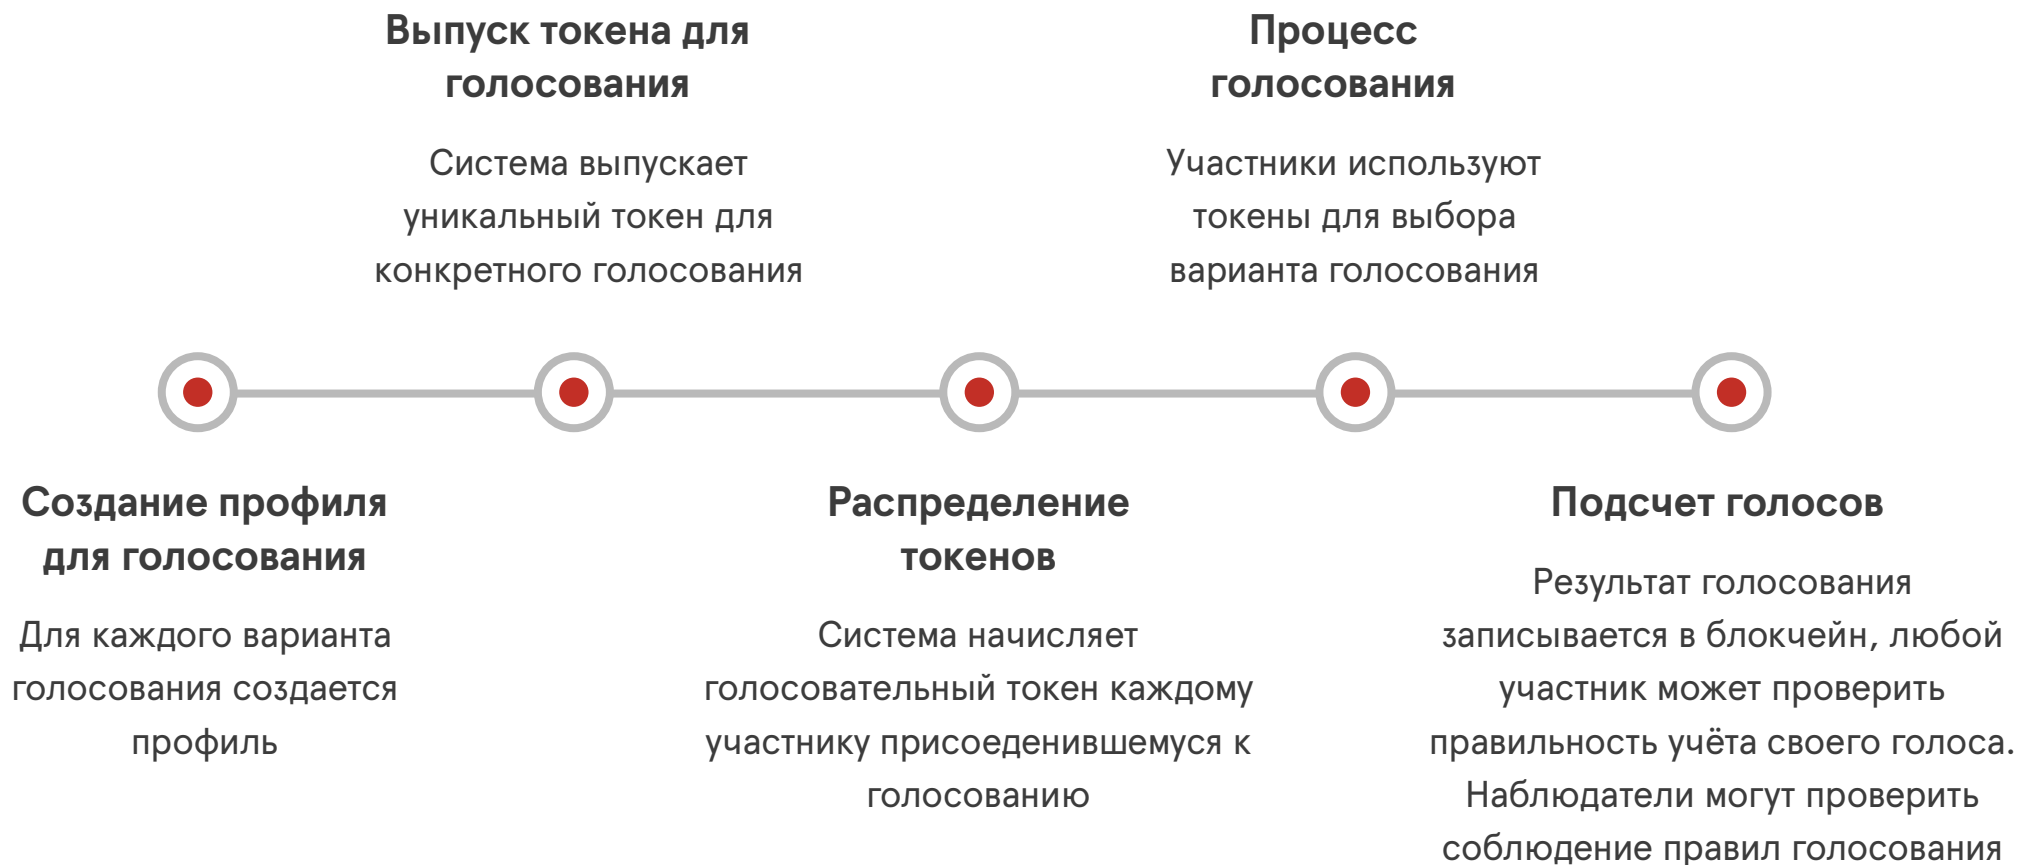 Выпуск токена для
голосования
Система выпускает
уникальный токен для
конкретного голосования
Процесс
голосования
Участники используют
токены для выбора
варианта голосования
Создание профиля
для голосования
Для каждого варианта
голосования создается
профиль
Распределение
токенов
Система начисляет
голосовательный токен каждому
участнику присоеденившемуся к
голосованию
Подсчет голосов
Результат голосования
записывается в блокчейн, любой
участник может проверить
правильность учёта своего голоса.
Наблюдатели могут проверить
соблюдение правил голосования